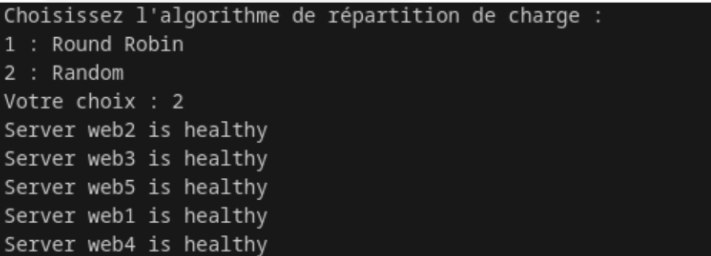 Choisissez l'algorithme de répartition de charge :
1 : Round Robin
2 : Random
Votre choix : 2
Server web2 is healthy
Server web3 is healthy
Server web5 is healthy
Server web1 is healthy
Server web4 is healthy